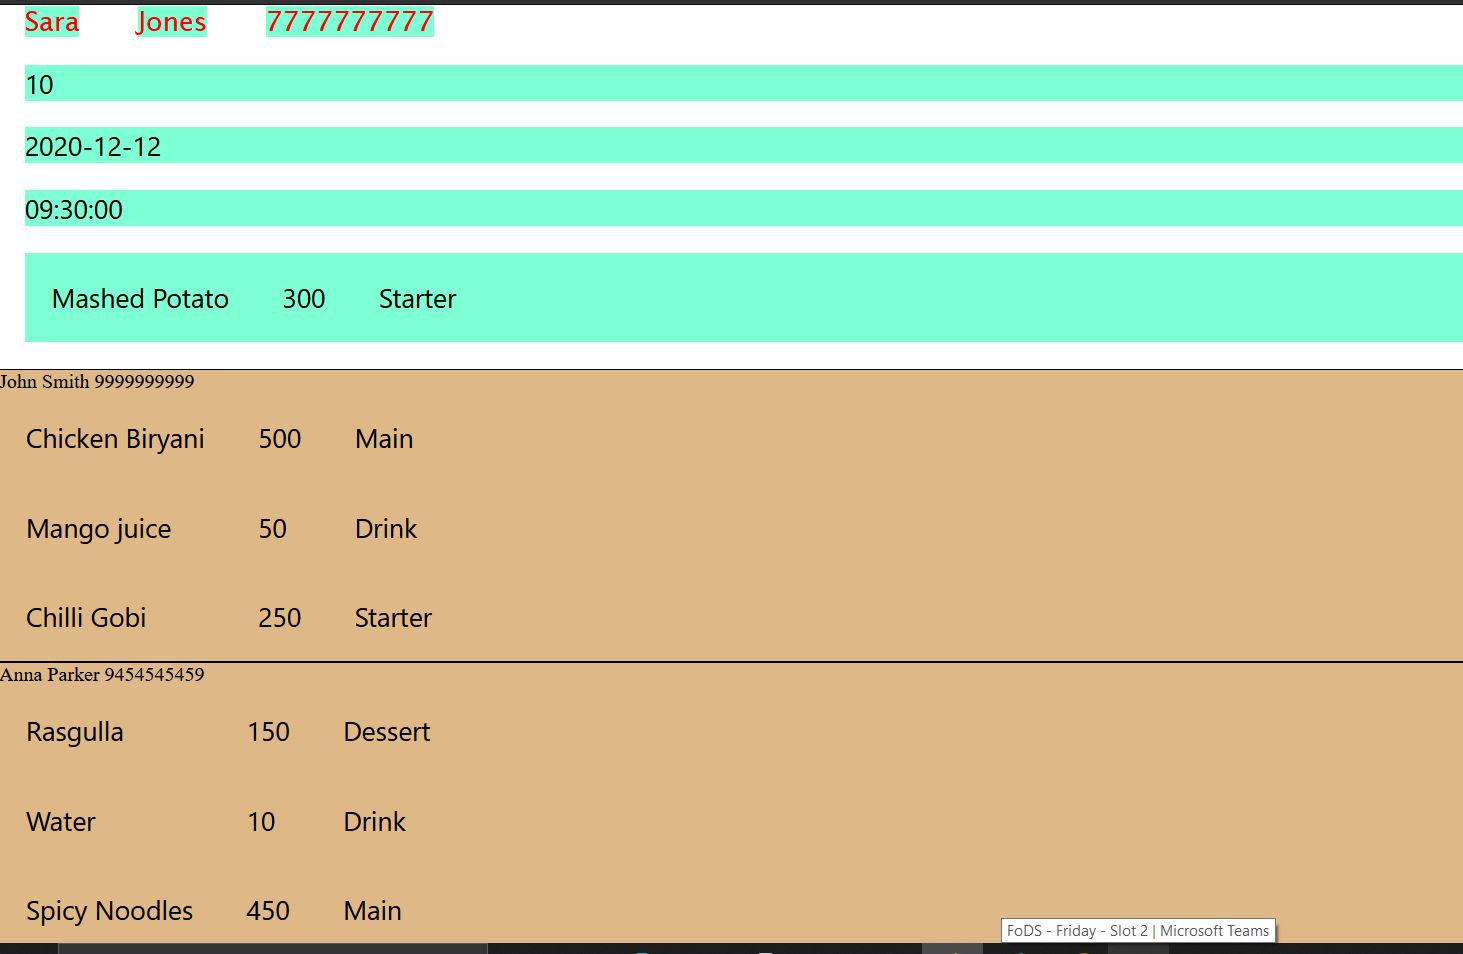 Sara Jones 7777777777
10
2020-12-12
09:30:00
Mashed Potato 300 Starter
John Smith 9999999999
Chicken Biryani 500 Main
Mango juice 50 Drink
Chilli Gobi 250 Starter
Anna Parker 9454545459
Rasgulla 150 Dessert
Water 10 Drink
Spicy Noodles 450 Main
FoDS - Friday - Slot 2 | Microsoft Teams